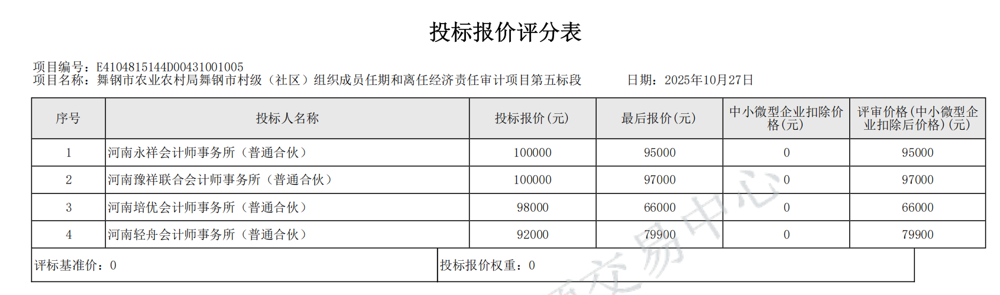 投标报价评分表
项目编号：E4104815144D00431001005
项目名称：舞钢市农业农村局舞钢市村级（社区）组织成员任期和离任经济责任审计项目第五标段 日期：2025年10月27日
序号 投标人名称 投标报价(元) 最后报价(元) 中小微型企业扣除价格(元) 评审价格(中小微型企业扣除后价格)(元)
1 河南永祥会计师事务所（普通合伙） 100000 95000 0 95000
2 河南豫祥联合会计师事务所（普通合伙） 100000 97000 0 97000
3 河南培优会计师事务所（普通合伙） 98000 66000 0 66000
4 河南轻舟会计师事务所（普通合伙） 92000 79900 0 79900
评标基准价：0 投标报价权重：0
交易中心